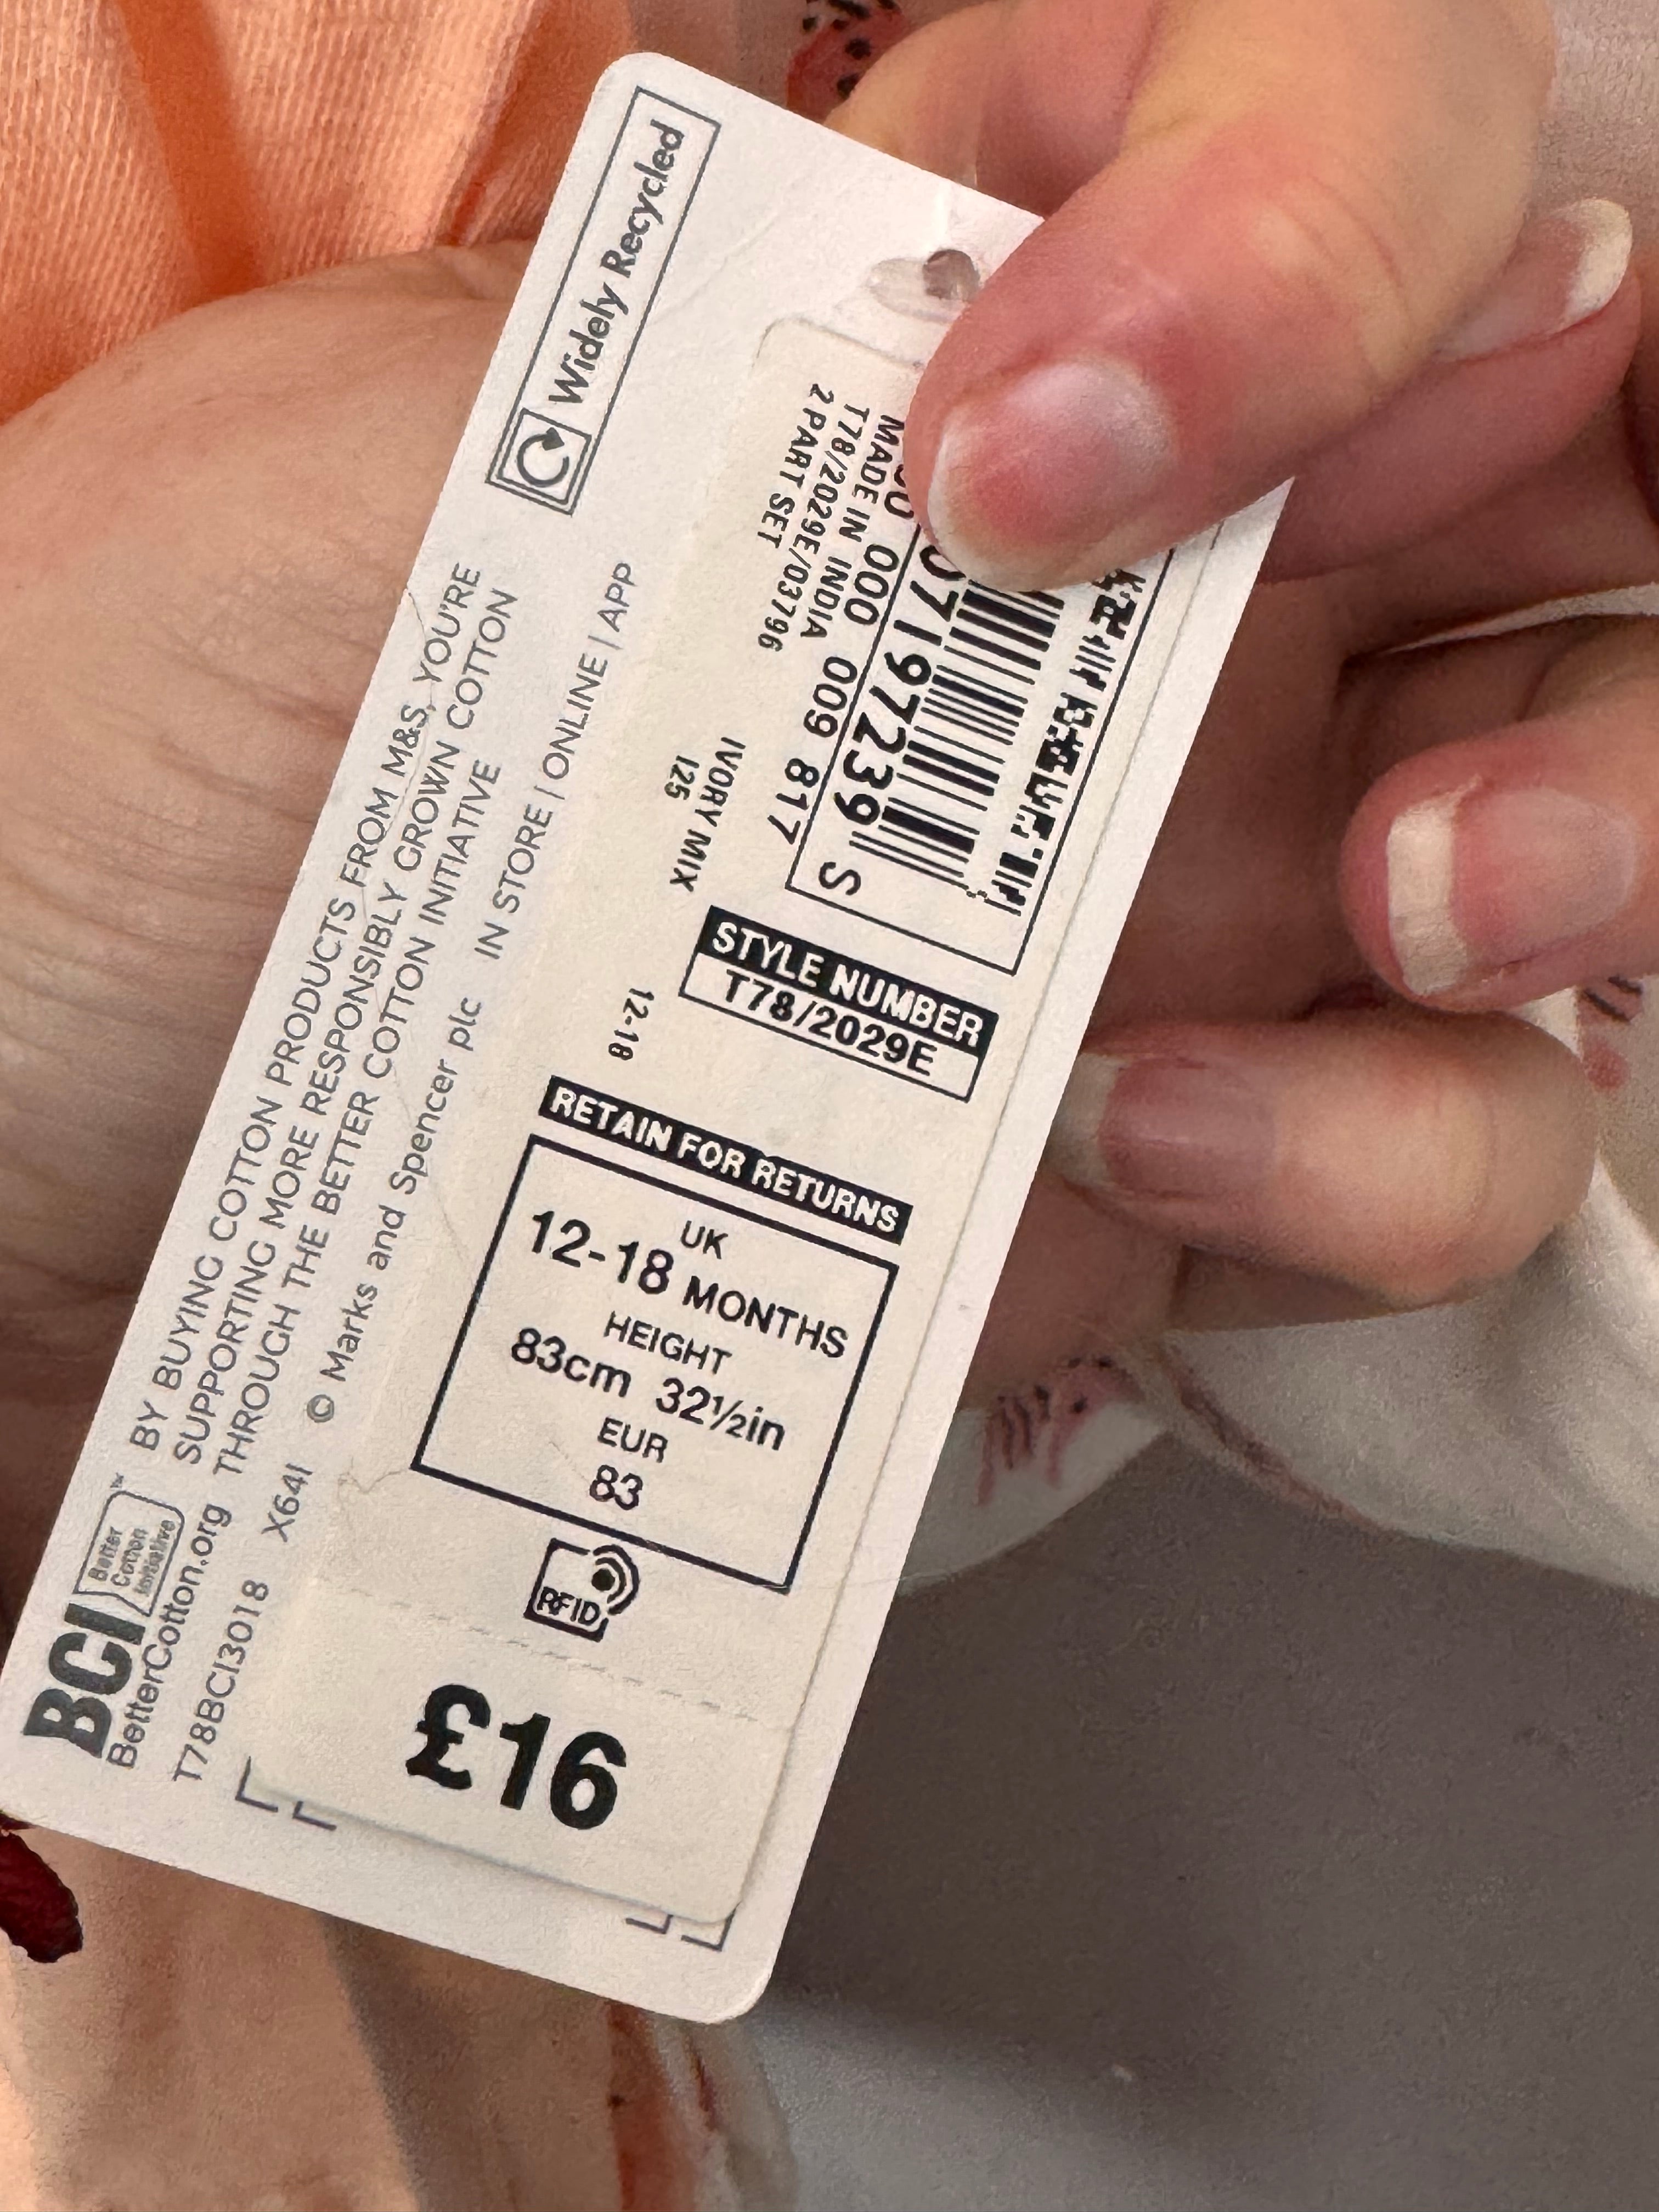 Widely Recycled
BCI
Better
Cotton
Initiative
™
BetterCotton.org
BY BUYING COTTON PRODUCTS FROM M&S, YOU'RE
SUPPORTING MORE RESPONSIBLY GROWN COTTON
THROUGH THE BETTER COTTON INITIATIVE
T78BCI3018 X641 © Marks and Spencer plc IN STORE | ONLINE | APP
07197239 S
000 009 817
MADE IN INDIA
T78/2029E/03796
2 PART SET
IVORY MIX
125
STYLE NUMBER
T78/2029E
12-18
RETAIN FOR RETURNS
UK
12-18 MONTHS
HEIGHT
83cm 32½in
EUR
83
RFID
£16